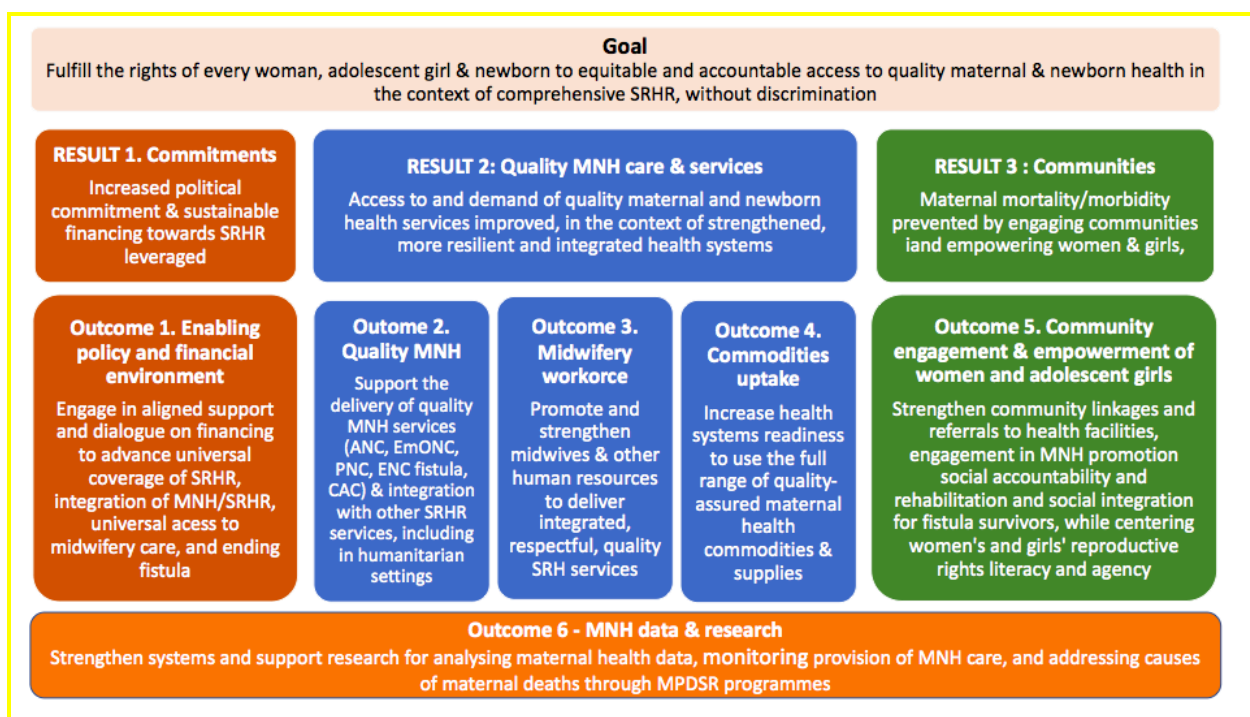 Goal
Fulfill the rights of every woman, adolescent girl & newborn to equitable and accountable access to quality maternal & newborn health in
the context of comprehensive SRHR, without discrimination
RESULT 1. Commitments
Increased political
commitment & sustainable
financing towards SRHR
leveraged
RESULT 2: Quality MNH care & services
Access to and demand of quality maternal and newborn
health services improved, in the context of strengthened,
more resilient and integrated health systems
RESULT 3 : Communities
Maternal mortality/morbidity
prevented by engaging communities
iand empowering women & girls,
Outcome 1. Enabling
policy and financial
environment
Engage in aligned support
and dialogue on financing
to advance universal
coverage of SRHR,
integration of MNH/SRHR,
universal acess to
midwifery care, and ending
fistula
Outome 2.
Quality MNH
Support the
delivery of quality
MNH services
(ANC, EmONC,
PNC, ENC fistula,
CAC) & integration
with other SRHR
services, including
in humanitarian
settings
Outcome 3.
Midwifery
workorce
Promote and
strengthen
midwives & other
human resources
to deliver
integrated,
respectful, quality
SRH services
Outcome 4.
Commodities
uptake
Increase health
systems readiness
to use the full
range of quality-
assured maternal
health
commodities &
supplies
Outcome 5. Community
engagement & empowerment of
women and adolescent girls
Strengthen community linkages and
referrals to health facilities,
engagement in MNH promotion
social accountability and
rehabilitation and social integration
for fistula survivors, while centering
women's and girls' reproductive
rights literacy and agency
Outcome 6 - MNH data & research
Strengthen systems and support research for analysing maternal health data, monitoring provision of MNH care, and addressing causes
of maternal deaths through MPDSR programmes